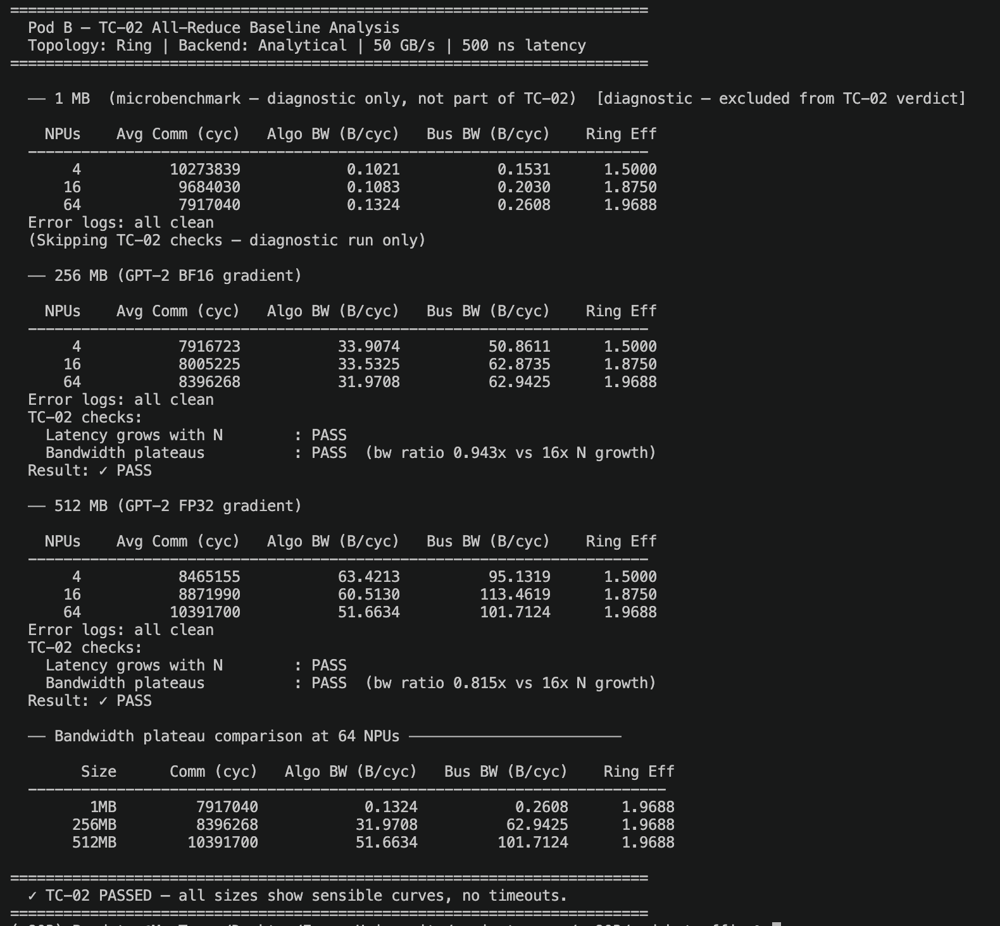 ========================================================================
Pod B — TC-02 All-Reduce Baseline Analysis
Topology: Ring | Backend: Analytical | 50 GB/s | 500 ns latency
========================================================================
—— 1 MB  (microbenchmark — diagnostic only, not part of TC-02)  [diagnostic — excluded from TC-02 verdict]
NPUs    Avg Comm (cyc)   Algo BW (B/cyc)   Bus BW (B/cyc)    Ring Eff
----------------------------------------------------------------------
4          10273839            0.1021           0.1531      1.5000
16           9684030            0.1083           0.2030      1.8750
64           7917040            0.1324           0.2608      1.9688
Error logs: all clean
(Skipping TC-02 checks — diagnostic run only)
—— 256 MB (GPT-2 BF16 gradient)
NPUs    Avg Comm (cyc)   Algo BW (B/cyc)   Bus BW (B/cyc)    Ring Eff
----------------------------------------------------------------------
4           7916723           33.9074          50.8611      1.5000
16           8005225           33.5325          62.8735      1.8750
64           8396268           31.9708          62.9425      1.9688
Error logs: all clean
TC-02 checks:
Latency grows with N        : PASS
Bandwidth plateaus          : PASS  (bw ratio 0.943x vs 16x N growth)
Result: ✓ PASS
—— 512 MB (GPT-2 FP32 gradient)
NPUs    Avg Comm (cyc)   Algo BW (B/cyc)   Bus BW (B/cyc)    Ring Eff
----------------------------------------------------------------------
4           8465155           63.4213          95.1319      1.5000
16           8871990           60.5130         113.4619      1.8750
64          10391700           51.6634         101.7124      1.9688
Error logs: all clean
TC-02 checks:
Latency grows with N        : PASS
Bandwidth plateaus          : PASS  (bw ratio 0.815x vs 16x N growth)
Result: ✓ PASS
—— Bandwidth plateau comparison at 64 NPUs ————————————————————————
Size      Comm (cyc)   Algo BW (B/cyc)   Bus BW (B/cyc)    Ring Eff
------------------------------------------------------------------------
1MB         7917040            0.1324           0.2608      1.9688
256MB         8396268           31.9708          62.9425      1.9688
512MB        10391700           51.6634         101.7124      1.9688
========================================================================
✓ TC-02 PASSED — all sizes show sensible curves, no timeouts.
========================================================================